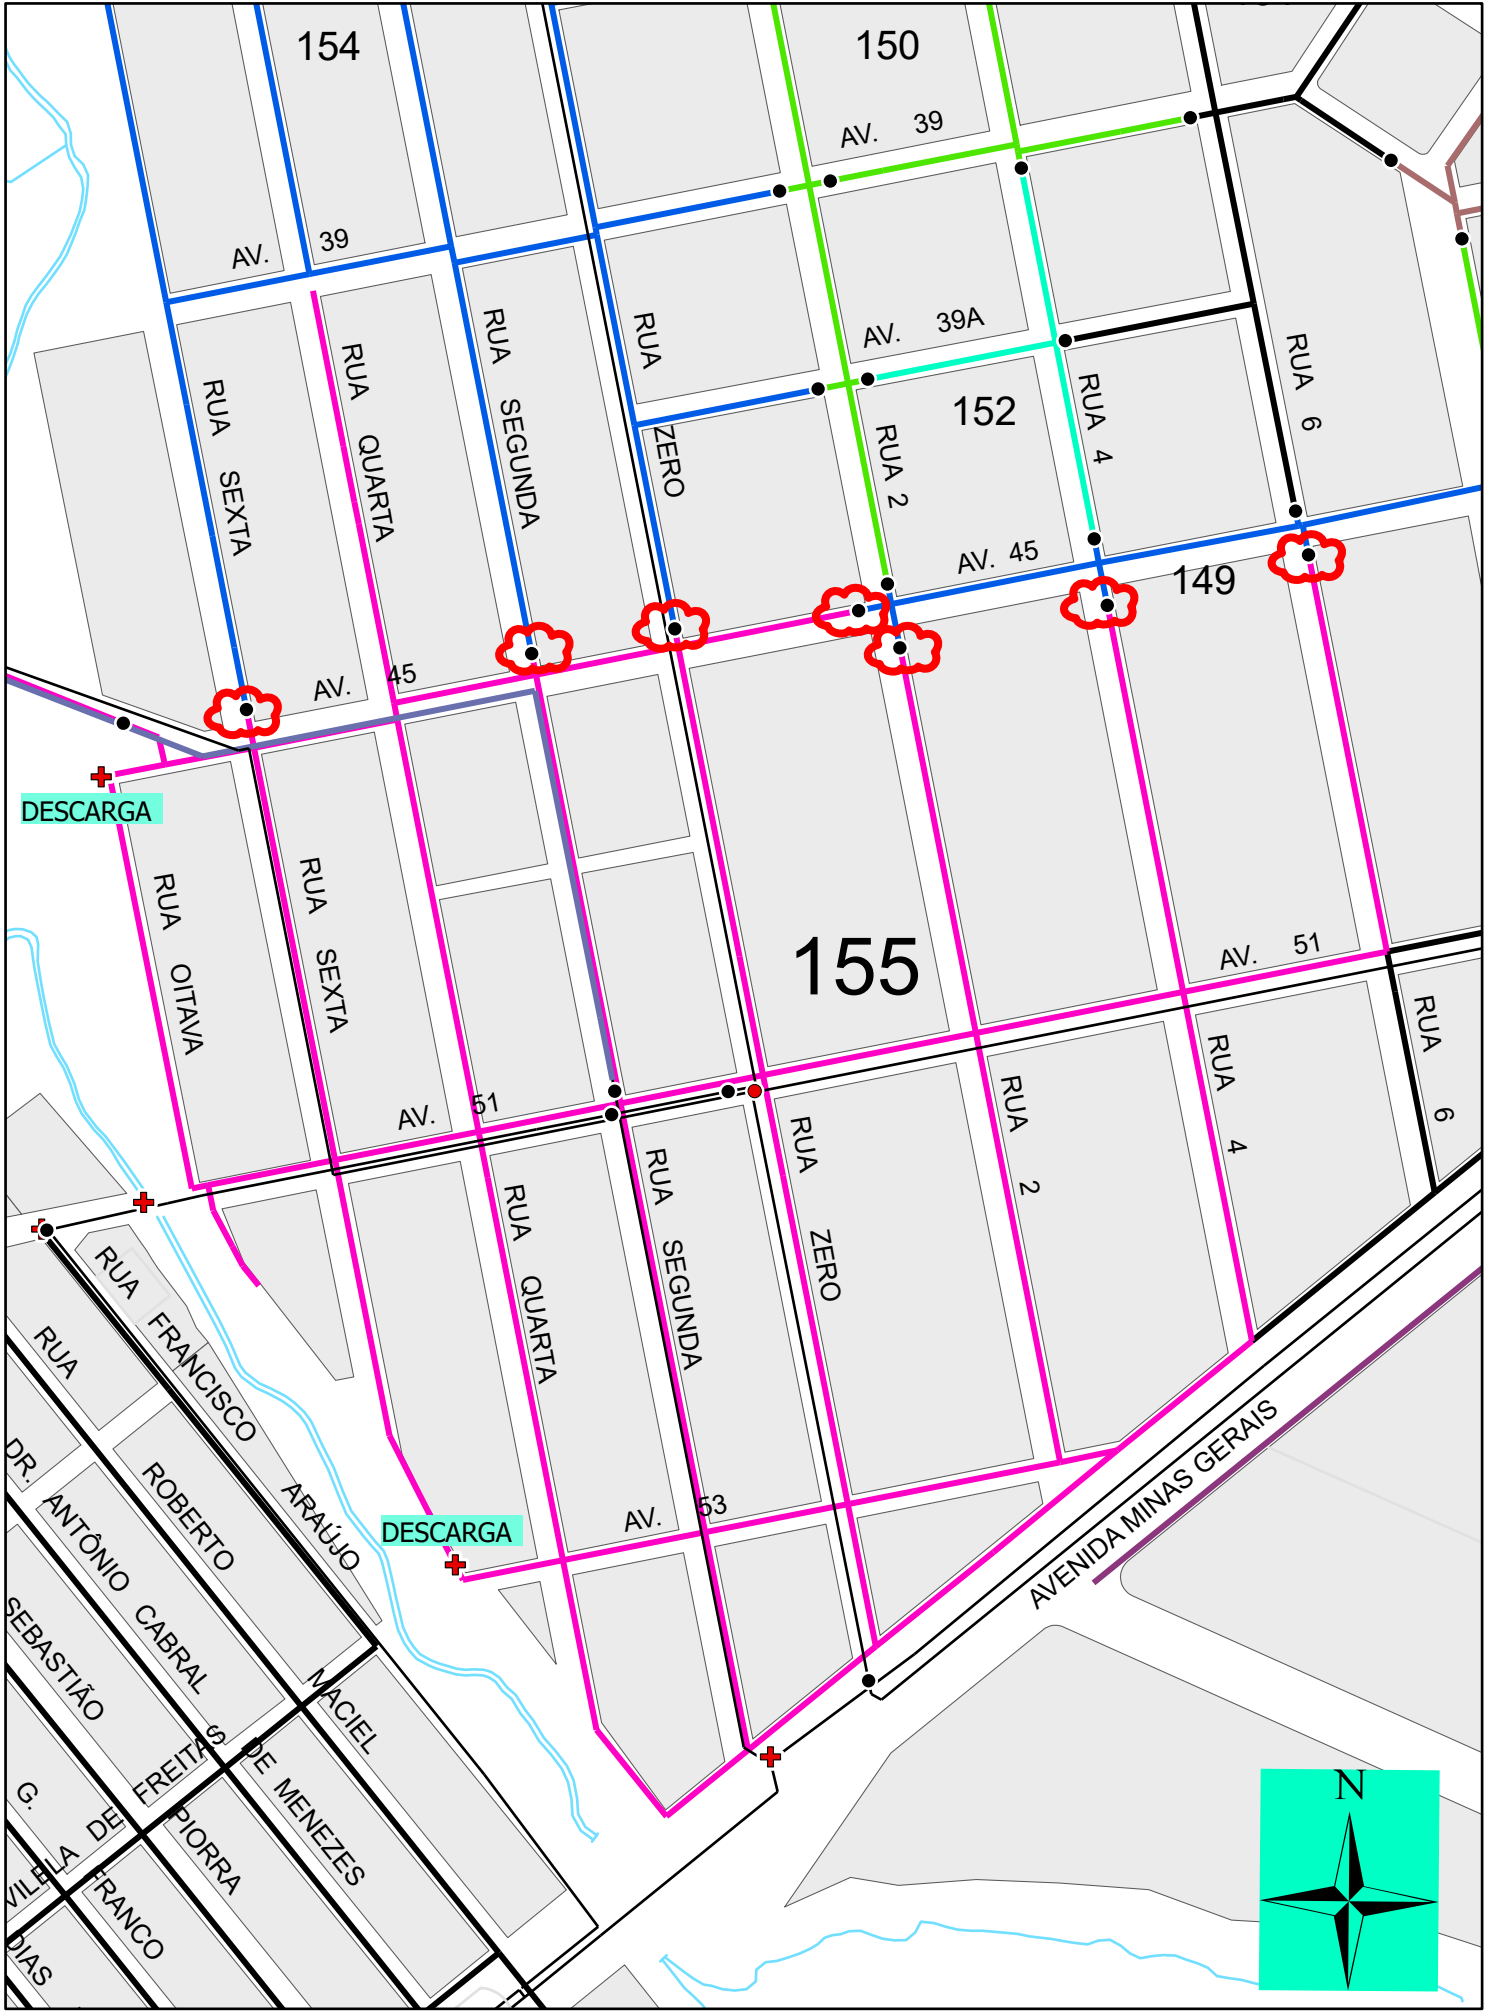 154
150
AV. 39
AV. 39
RUA SEXTA
RUA QUARTA
RUA SEGUNDA
RUA ZERO
AV. 39A
152
RUA 2
RUA 4
RUA 6
AV. 45
149
AV. 45
DESCARGA
RUA OITAVA
RUA SEXTA
155
AV. 51
AV. 51
RUA 6
RUA 4
RUA 2
RUA ZERO
RUA SEGUNDA
RUA QUARTA
RUA FRANCISCO ARAÚJO
RUA ROBERTO
DR. ANTÔNIO CABRAL
SEBASTIÃO
DESCARGA
AV. 53
AVENIDA MINAS GERAIS
MACIEL
DE MENEZES
VILELA DE FREITAS
G. PIORRA
FRANCO
DIAS
N